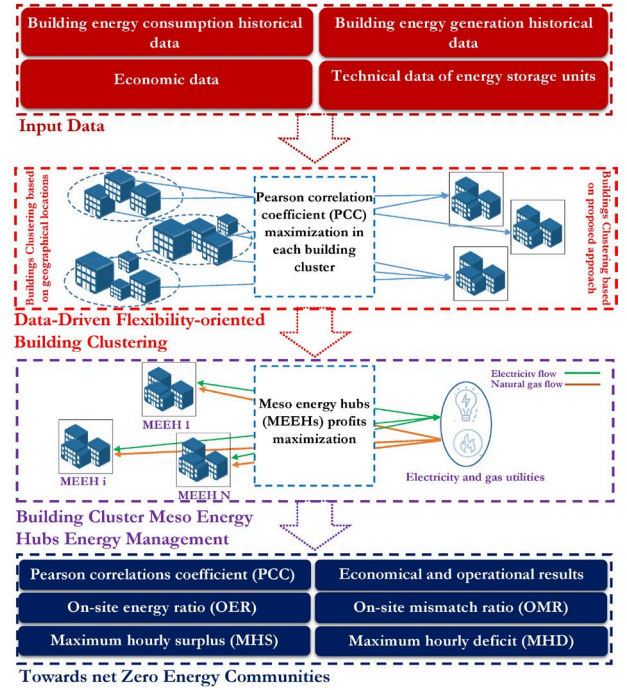 Building energy consumption historical
data
Building energy generation historical
data
Economic data
Technical data of energy storage units
Input Data
Buildings Clustering based
on geographical locations
Pearson correlation
coefficient (PCC)
maximization in
each building
cluster
Buildings Clustering based
on proposed approach
Data-Driven Flexibility-oriented
Building Clustering
MEEH 1
MEEH i
MEEH N
Meso energy hubs
(MEEHs) profits
maximization
Electricity flow
Natural gas flow
Electricity and gas utilities
Building Cluster Meso Energy
Hubs Energy Management
Pearson correlations coefficient (PCC)
Economical and operational results
On-site energy ratio (OER)
On-site mismatch ratio (OMR)
Maximum hourly surplus (MHS)
Maximum hourly deficit (MHD)
Towards net Zero Energy Communities